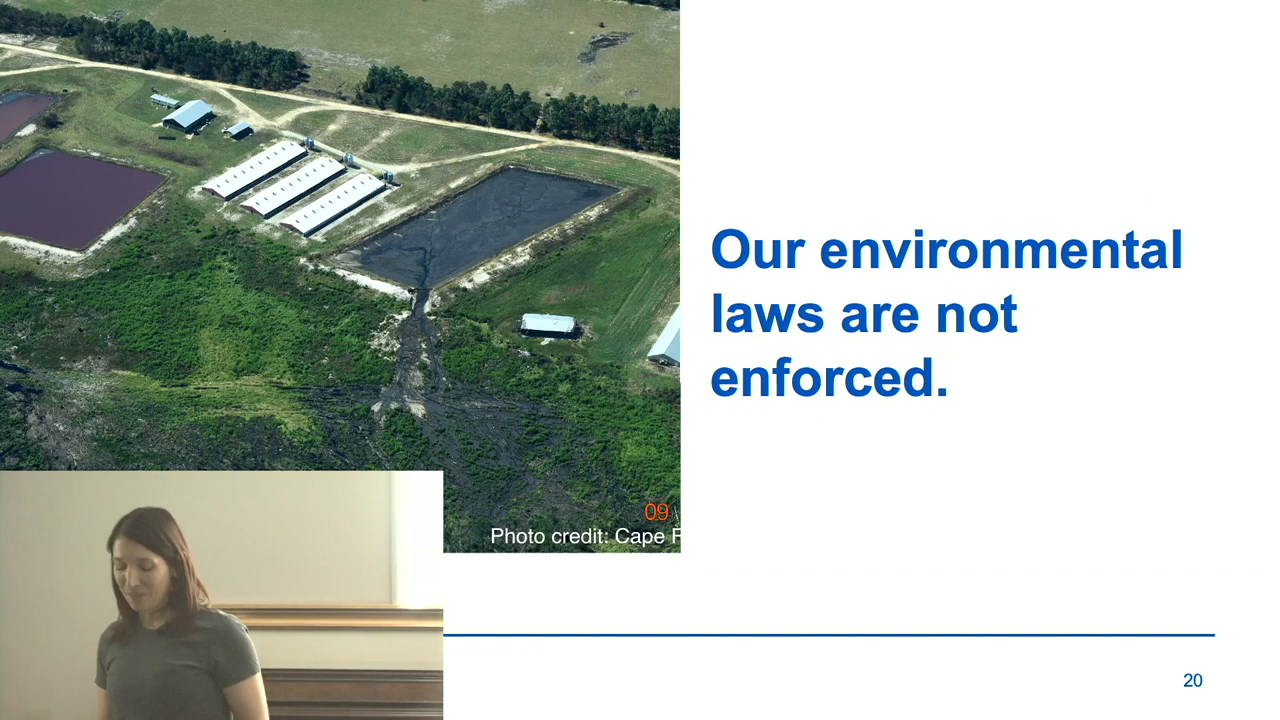 Our environmental
laws are not
enforced.
09
Photo credit: Cape
20